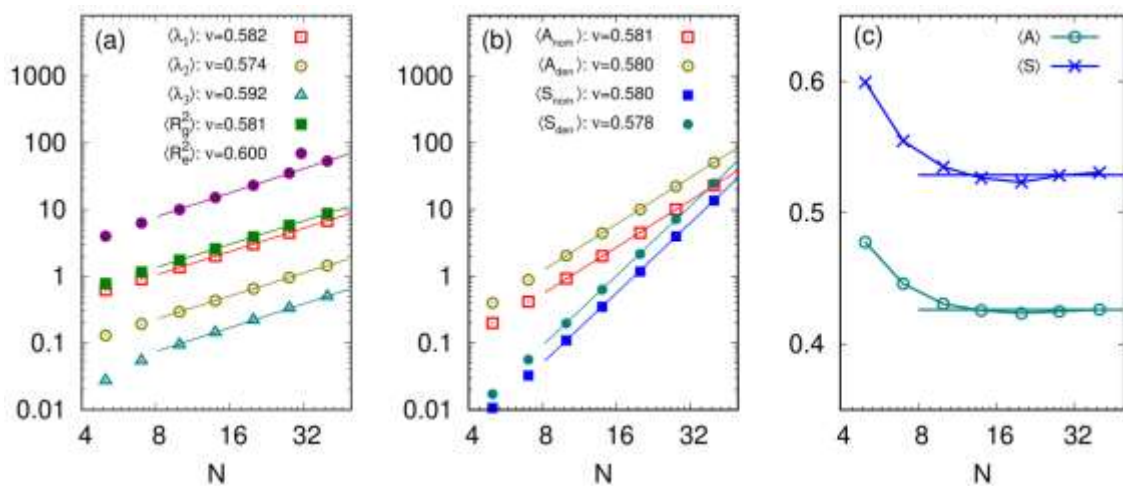 (a)
⟨λ₁⟩: ν=0.582
⟨λ₂⟩: ν=0.574
⟨λ₃⟩: ν=0.592
⟨R²g⟩: ν=0.581
⟨R²e⟩: ν=0.600
1000
100
10
1
0.1
0.01
4 8 16 32
N
(b)
⟨Anom⟩: ν=0.581
⟨Aden⟩: ν=0.580
⟨Snom⟩: ν=0.580
⟨Sden⟩: ν=0.578
1000
100
10
1
0.1
0.01
4 8 16 32
N
(c)
⟨A⟩
⟨S⟩
0.6
0.5
0.4
4 8 16 32
N